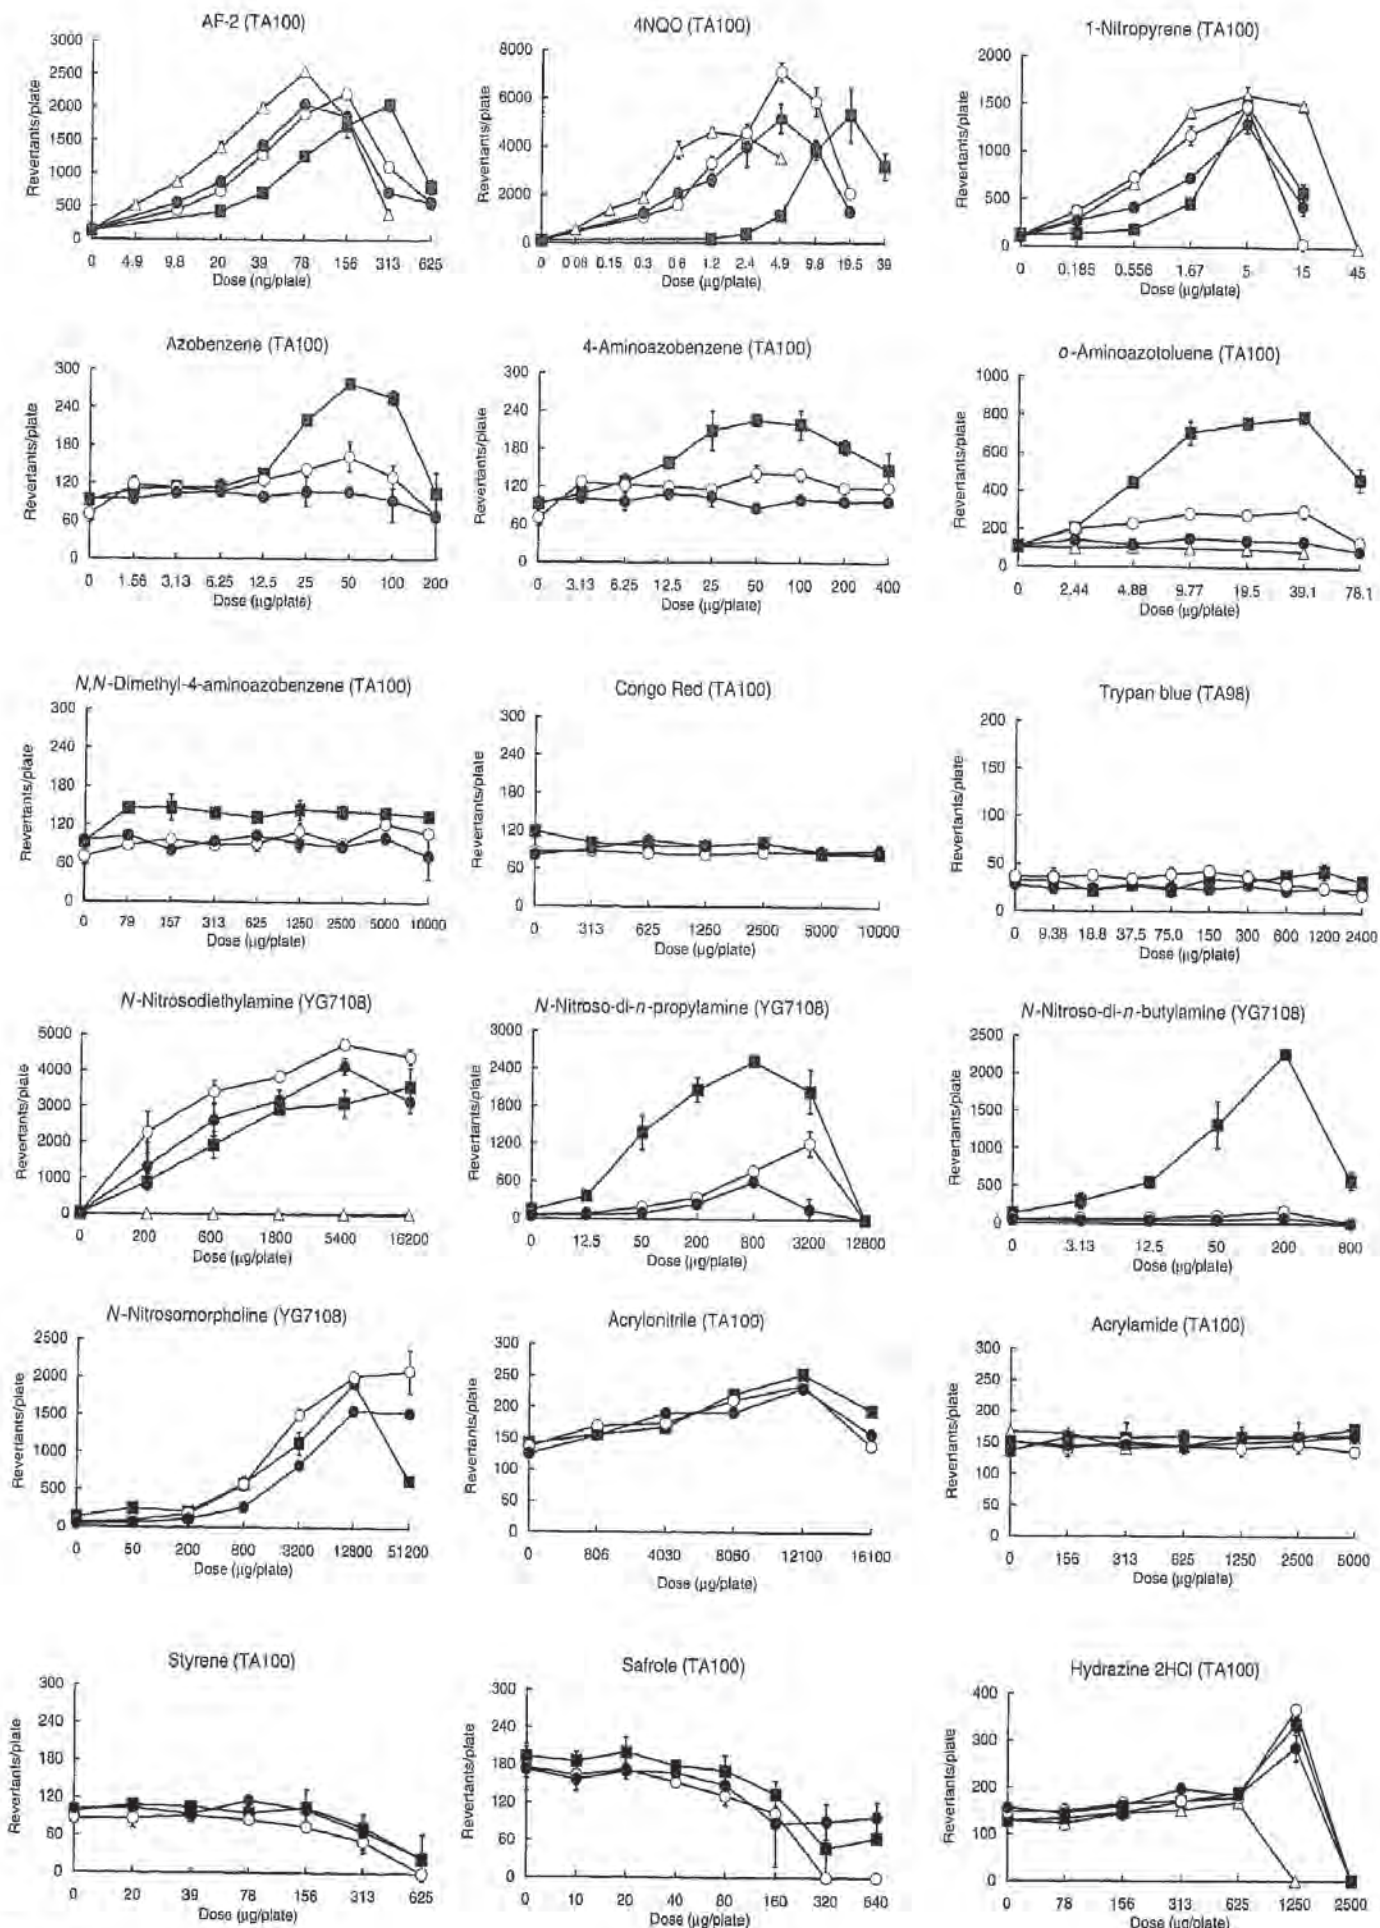 AF-2 (TA100)
Revertants/plate
3000
2500
2000
1500
1000
500
0
0 4.9 9.8 20 39 78 156 313 625
Dose (ng/plate)
4NQO (TA100)
Revertants/plate
8000
6000
4000
2000
0
0 0.08 0.15 0.3 0.6 1.2 2.4 4.9 9.8 19.5 39
Dose (µg/plate)
1-Nitropyrene (TA100)
Revertants/plate
2000
1500
1000
500
0
0 0.185 0.556 1.67 5 15 45
Dose (µg/plate)
Azobenzene (TA100)
Revertants/plate
300
240
180
120
60
0
0 1.56 3.13 6.25 12.5 25 50 100 200
Dose (µg/plate)
4-Aminoazobenzene (TA100)
Revertants/plate
300
240
180
120
60
0
0 3.13 6.25 12.5 25 50 100 200 400
Dose (µg/plate)
o-Aminoazotoluene (TA100)
Revertants/plate
1000
800
600
400
200
0
0 2.44 4.88 9.77 19.5 39.1 78.1
Dose (µg/plate)
N,N-Dimethyl-4-aminoazobenzene (TA100)
Revertants/plate
300
240
180
120
60
0
0 79 157 313 625 1250 2500 5000 10000
Dose (µg/plate)
Congo Red (TA100)
Revertants/plate
300
240
180
120
60
0
0 313 625 1250 2500 5000 10000
Dose (µg/plate)
Trypan blue (TA98)
Revertants/plate
200
150
100
50
0
0 9.38 18.8 37.5 75.0 150 300 600 1200 2400
Dose (µg/plate)
N-Nitrosodiethylamine (YG7108)
Revertants/plate
5000
4000
3000
2000
1000
0
0 200 600 1800 5400 16200
Dose (µg/plate)
N-Nitroso-di-n-propylamine (YG7108)
Revertants/plate
3000
2400
1800
1200
600
0
0 12.5 50 200 800 3200 12800
Dose (µg/plate)
N-Nitroso-di-n-butylamine (YG7108)
Revertants/plate
2500
2000
1500
1000
500
0
0 3.13 12.5 50 200 800
Dose (µg/plate)
N-Nitrosomorpholine (YG7108)
Revertants/plate
2500
2000
1500
1000
500
0
0 50 200 800 3200 12800 51200
Dose (µg/plate)
Acrylonitrile (TA100)
Revertants/plate
300
250
200
150
100
50
0
0 806 4030 8060 12100 16100
Dose (µg/plate)
Acrylamide (TA100)
Revertants/plate
300
250
200
150
100
50
0
0 156 313 625 1250 2500 5000
Dose (µg/plate)
Styrene (TA100)
Revertants/plate
300
240
180
120
60
0
0 20 39 78 156 313 625
Dose (µg/plate)
Safrole (TA100)
Revertants/plate
300
240
180
120
60
0
0 10 20 40 80 160 320 640
Dose (µg/plate)
Hydrazine 2HCl (TA100)
Revertants/plate
400
300
200
100
0
0 78 156 313 625 1250 2500
Dose (µg/plate)